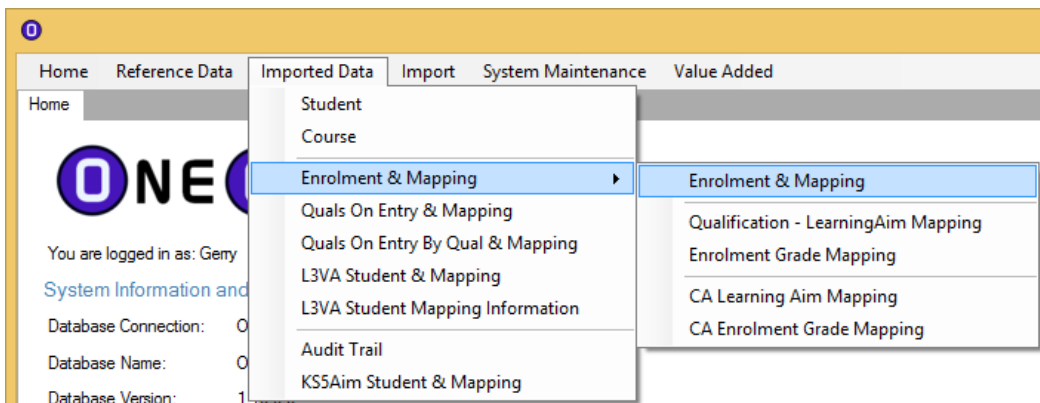 Home Reference Data Imported Data Import System Maintenance Value Added
Home
Student
Course
Enrolment & Mapping
Quals On Entry & Mapping
Quals On Entry By Qual & Mapping
L3VA Student & Mapping
L3VA Student Mapping Information
Audit Trail
KS5Aim Student & Mapping
Enrolment & Mapping
Qualification - LearningAim Mapping
Enrolment Grade Mapping
CA Learning Aim Mapping
CA Enrolment Grade Mapping
ONE
You are logged in as: Gerry
System Information and
Database Connection: O
Database Name: O
Database Version: 1